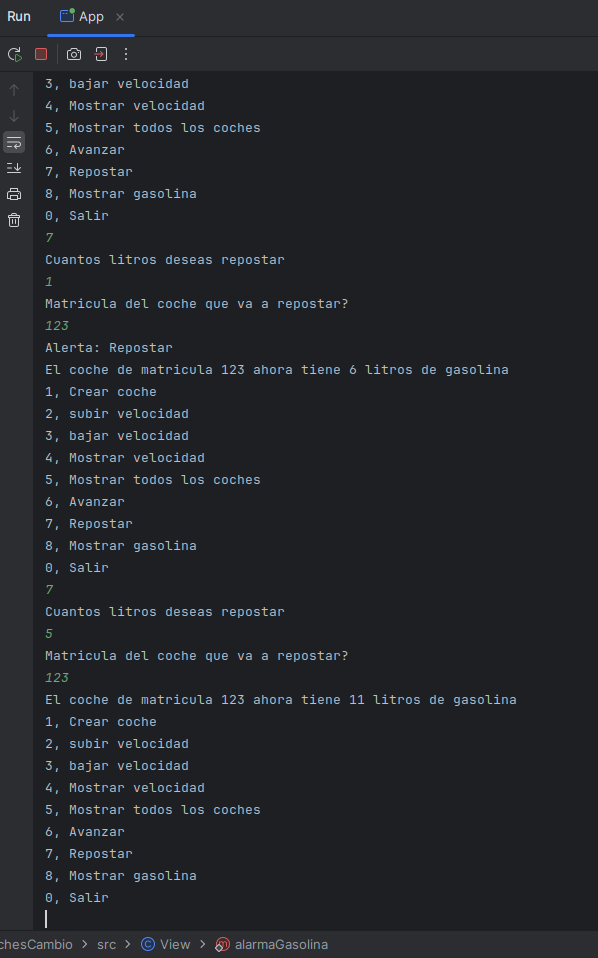 Run App
3, bajar velocidad
4, Mostrar velocidad
5, Mostrar todos los coches
6, Avanzar
7, Repostar
8, Mostrar gasolina
0, Salir
7
Cuantos litros deseas repostar
1
Matricula del coche que va a repostar?
123
Alerta: Repostar
El coche de matricula 123 ahora tiene 6 litros de gasolina
1, Crear coche
2, subir velocidad
3, bajar velocidad
4, Mostrar velocidad
5, Mostrar todos los coches
6, Avanzar
7, Repostar
8, Mostrar gasolina
0, Salir
7
Cuantos litros deseas repostar
5
Matricula del coche que va a repostar?
123
El coche de matricula 123 ahora tiene 11 litros de gasolina
1, Crear coche
2, subir velocidad
3, bajar velocidad
4, Mostrar velocidad
5, Mostrar todos los coches
6, Avanzar
7, Repostar
8, Mostrar gasolina
0, Salir
chesCambio > src > C View > m alarmaGasolina